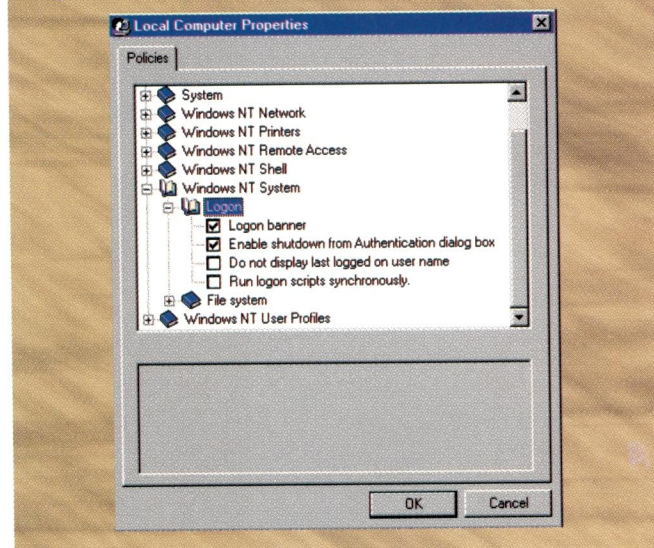 Local Computer Properties
Policies
System
Windows NT Network
Windows NT Printers
Windows NT Remote Access
Windows NT Shell
Windows NT System
Logon
Logon banner
Enable shutdown from Authentication dialog box
Do not display last logged on user name
Run logon scripts synchronously.
File system
Windows NT User Profiles
OK
Cancel